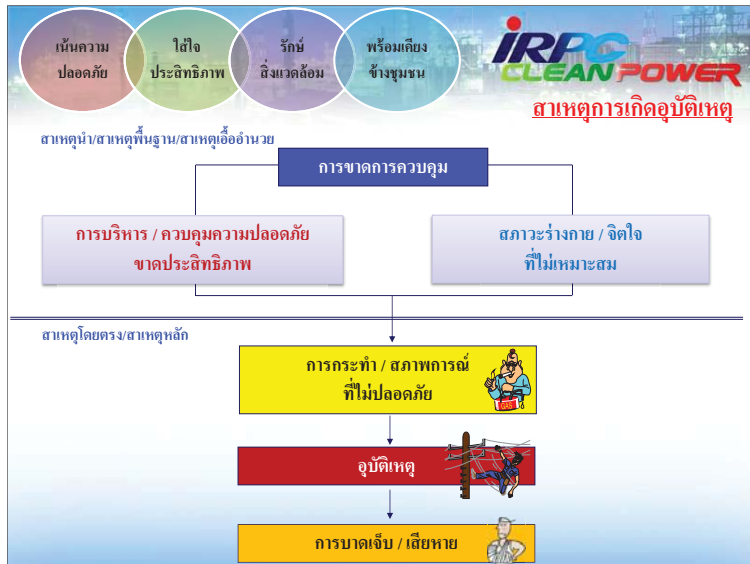 เน้นความ
ปลอดภัย
ใส่ใจ
ประสิทธิภาพ
รักษ์
สิ่งแวดล้อม
พร้อมเคียง
ข้างชุมชน
iRPC
CLEAN POWER
สาเหตุการเกิดอุบัติเหตุ
สาเหตุนำ/สาเหตุพื้นฐาน/สาเหตุเอื้ออำนวย
การขาดการควบคุม
การบริหาร / ควบคุมความปลอดภัย
ขาดประสิทธิภาพ
สภาวะร่างกาย / จิตใจ
ที่ไม่เหมาะสม
สาเหตุโดยตรง/สาเหตุหลัก
การกระทำ / สภาพการณ์
ที่ไม่ปลอดภัย
GAS
อุบัติเหตุ
การบาดเจ็บ / เสียหาย